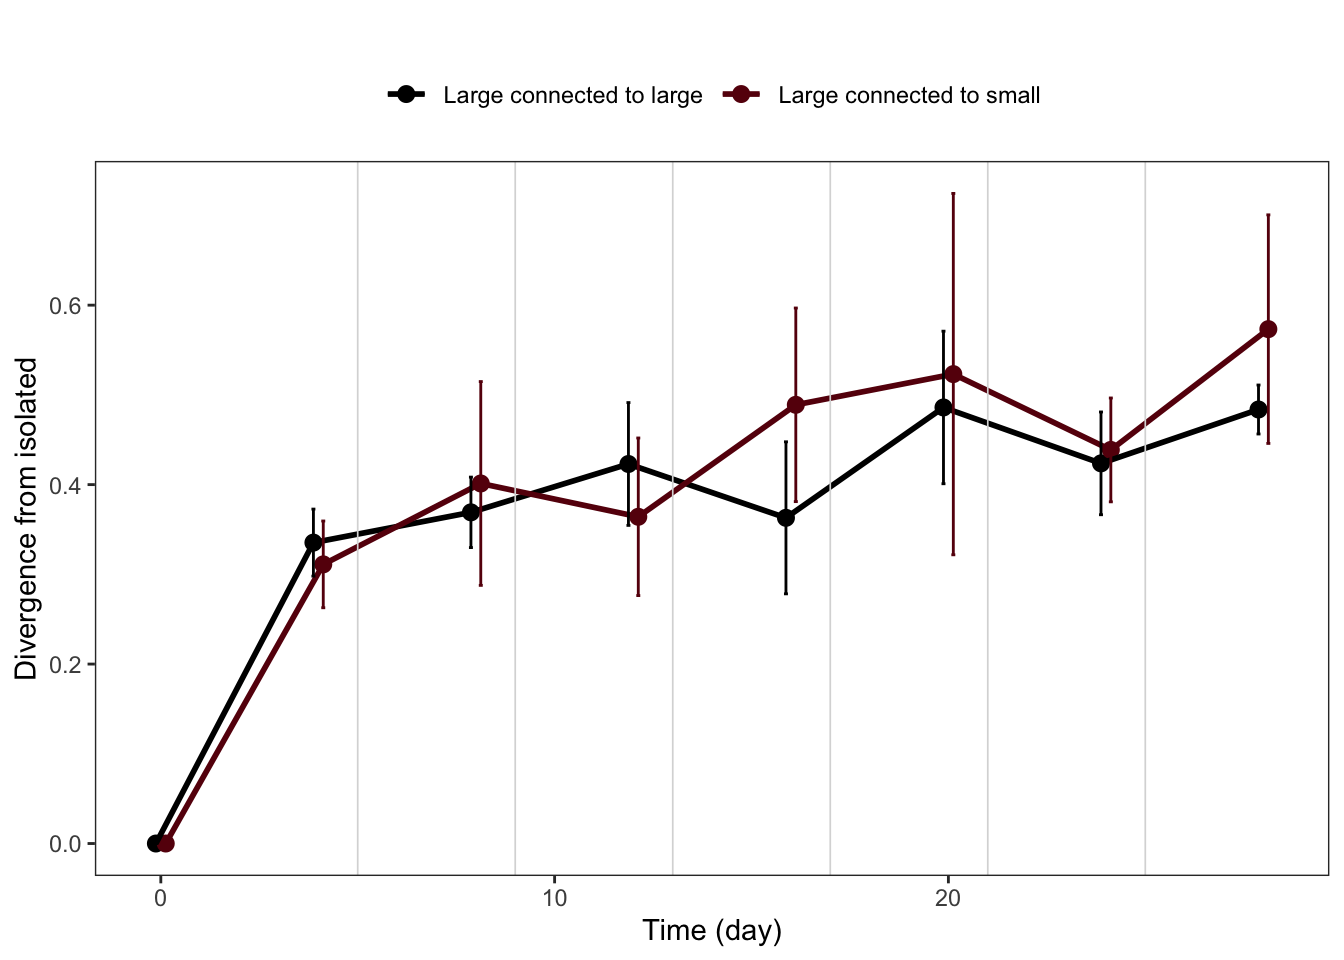 Large connected to large Large connected to small
0.6
0.4
0.2
0.0
Divergence from isolated
0 10 20
Time (day)